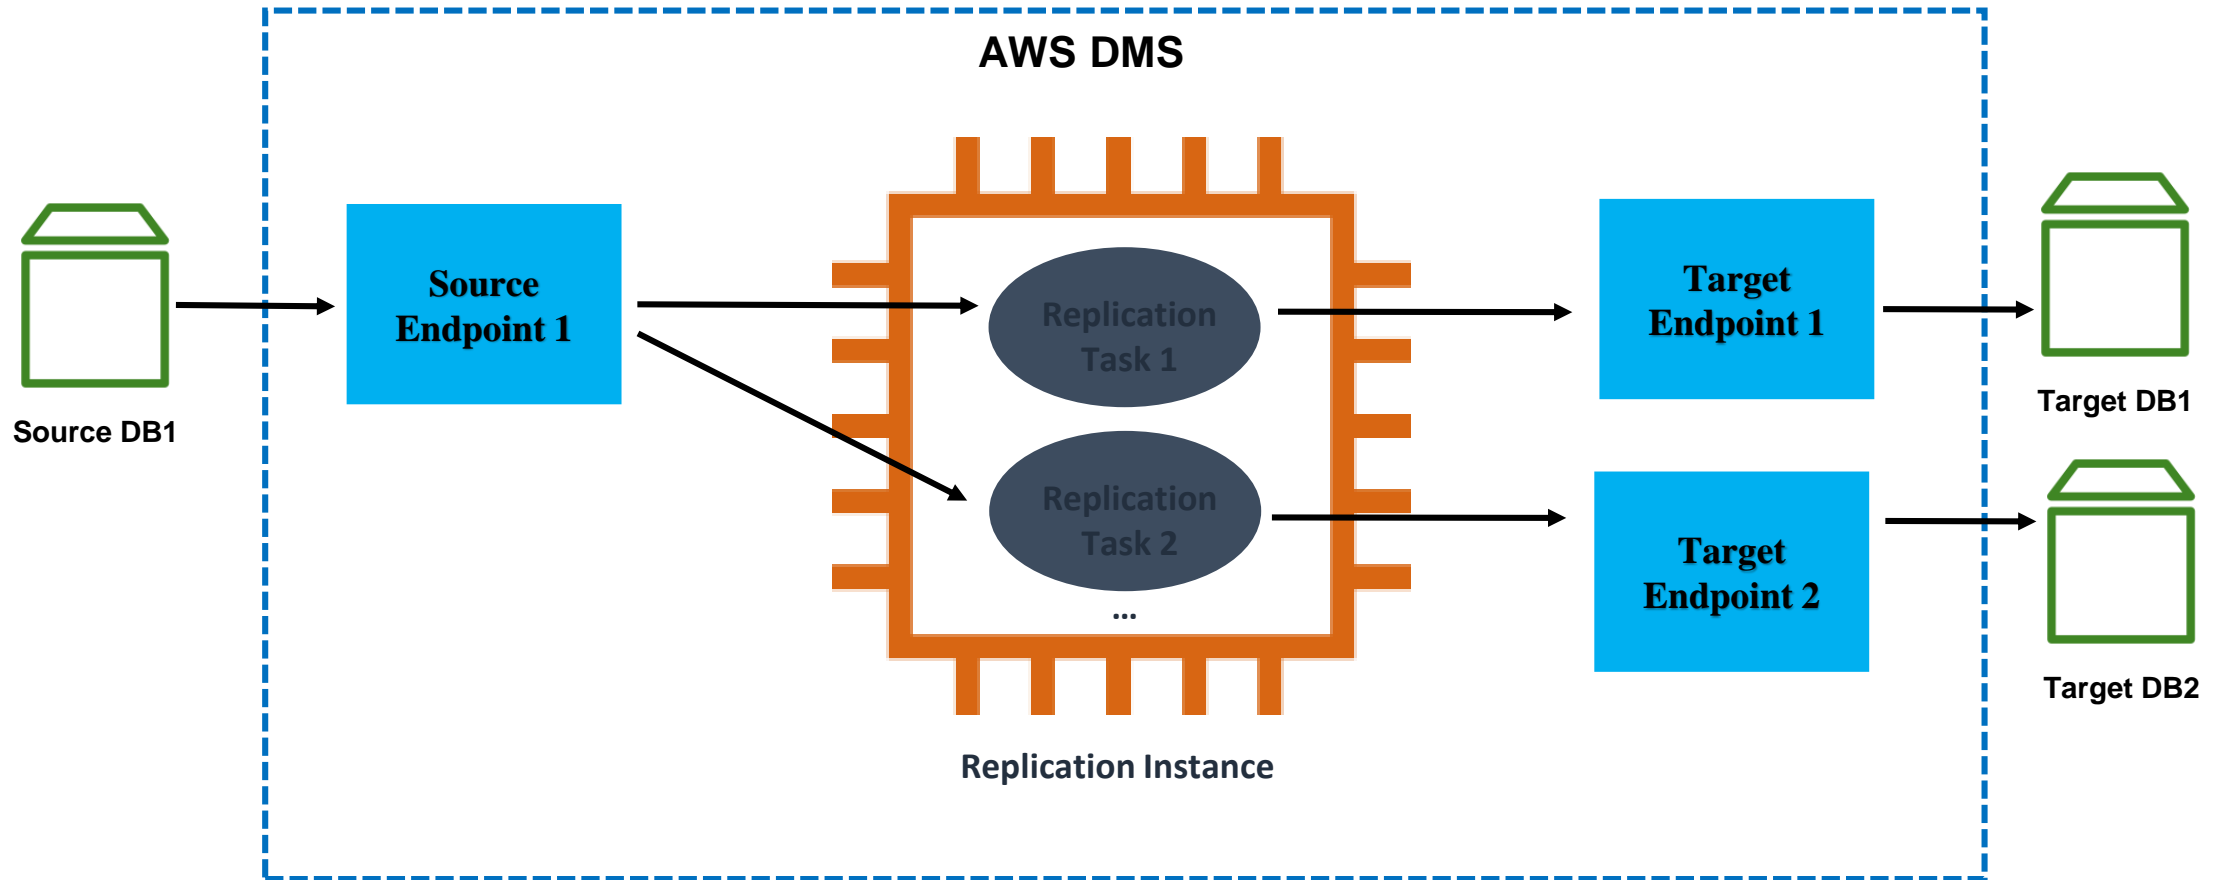 AWS DMS
Source DB1
Source
Endpoint 1
Replication
Task 1
Replication
Task 2
...
Replication Instance
Target
Endpoint 1
Target
Endpoint 2
Target DB1
Target DB2